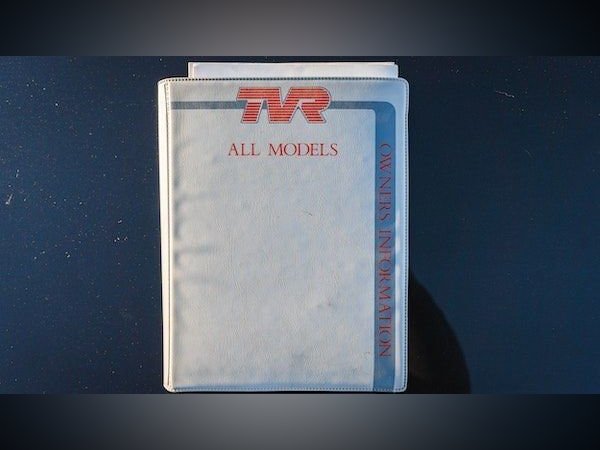 TVR
ALL MODELS
OWNERS INFORMATION